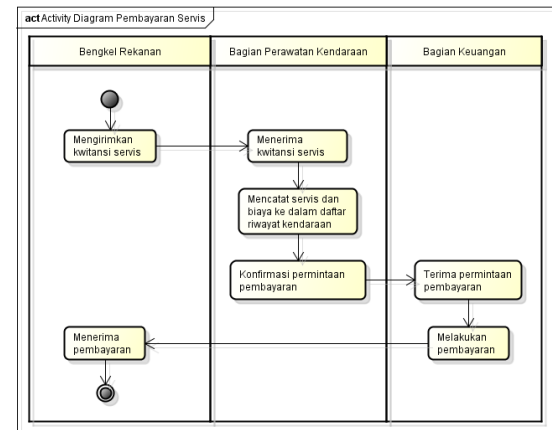 act Activity Diagram Pembayaran Servis
Bengkel Rekanan
Bagian Perawatan Kendaraan
Bagian Keuangan
Mengirimkan
kwitansi servis
Menerima
kwitansi servis
Mencatat servis dan
biaya ke dalam daftar
riwayat kendaraan
Konfirmasi permintaan
pembayaran
Terima permintaan
pembayaran
Melakukan
pembayaran
Menerima
pembayaran